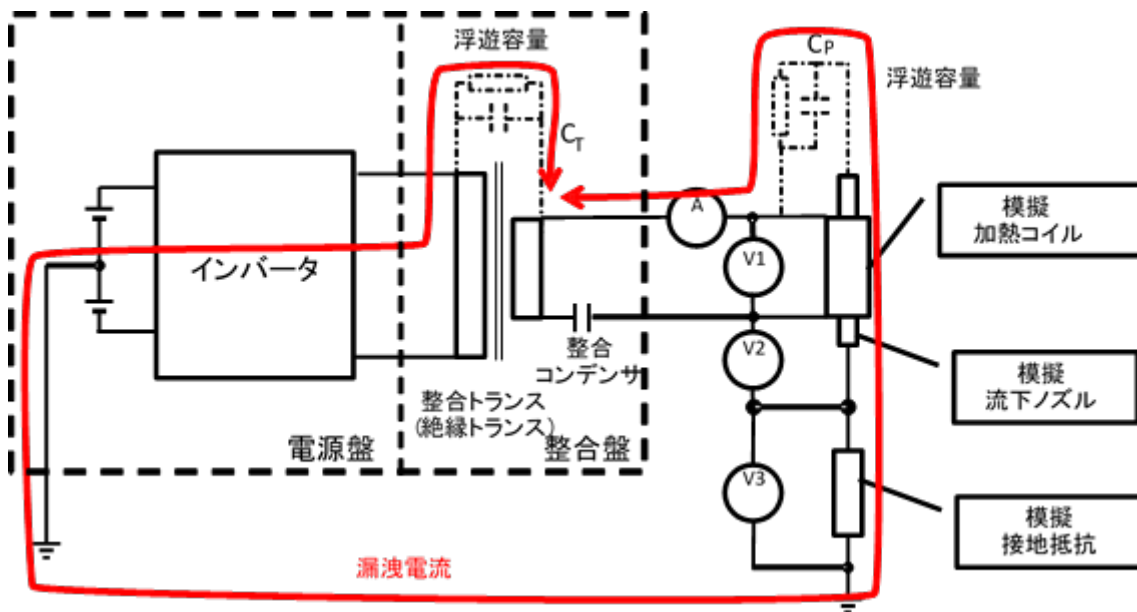 浮遊容量
CP
浮遊容量
CT
A
模擬
加熱コイル
インバータ
V1
整合
コンデンサ
V2
模擬
流下ノズル
整合トランス
(絶縁トランス)
電源盤
整合盤
V3
模擬
接地抵抗
漏洩電流